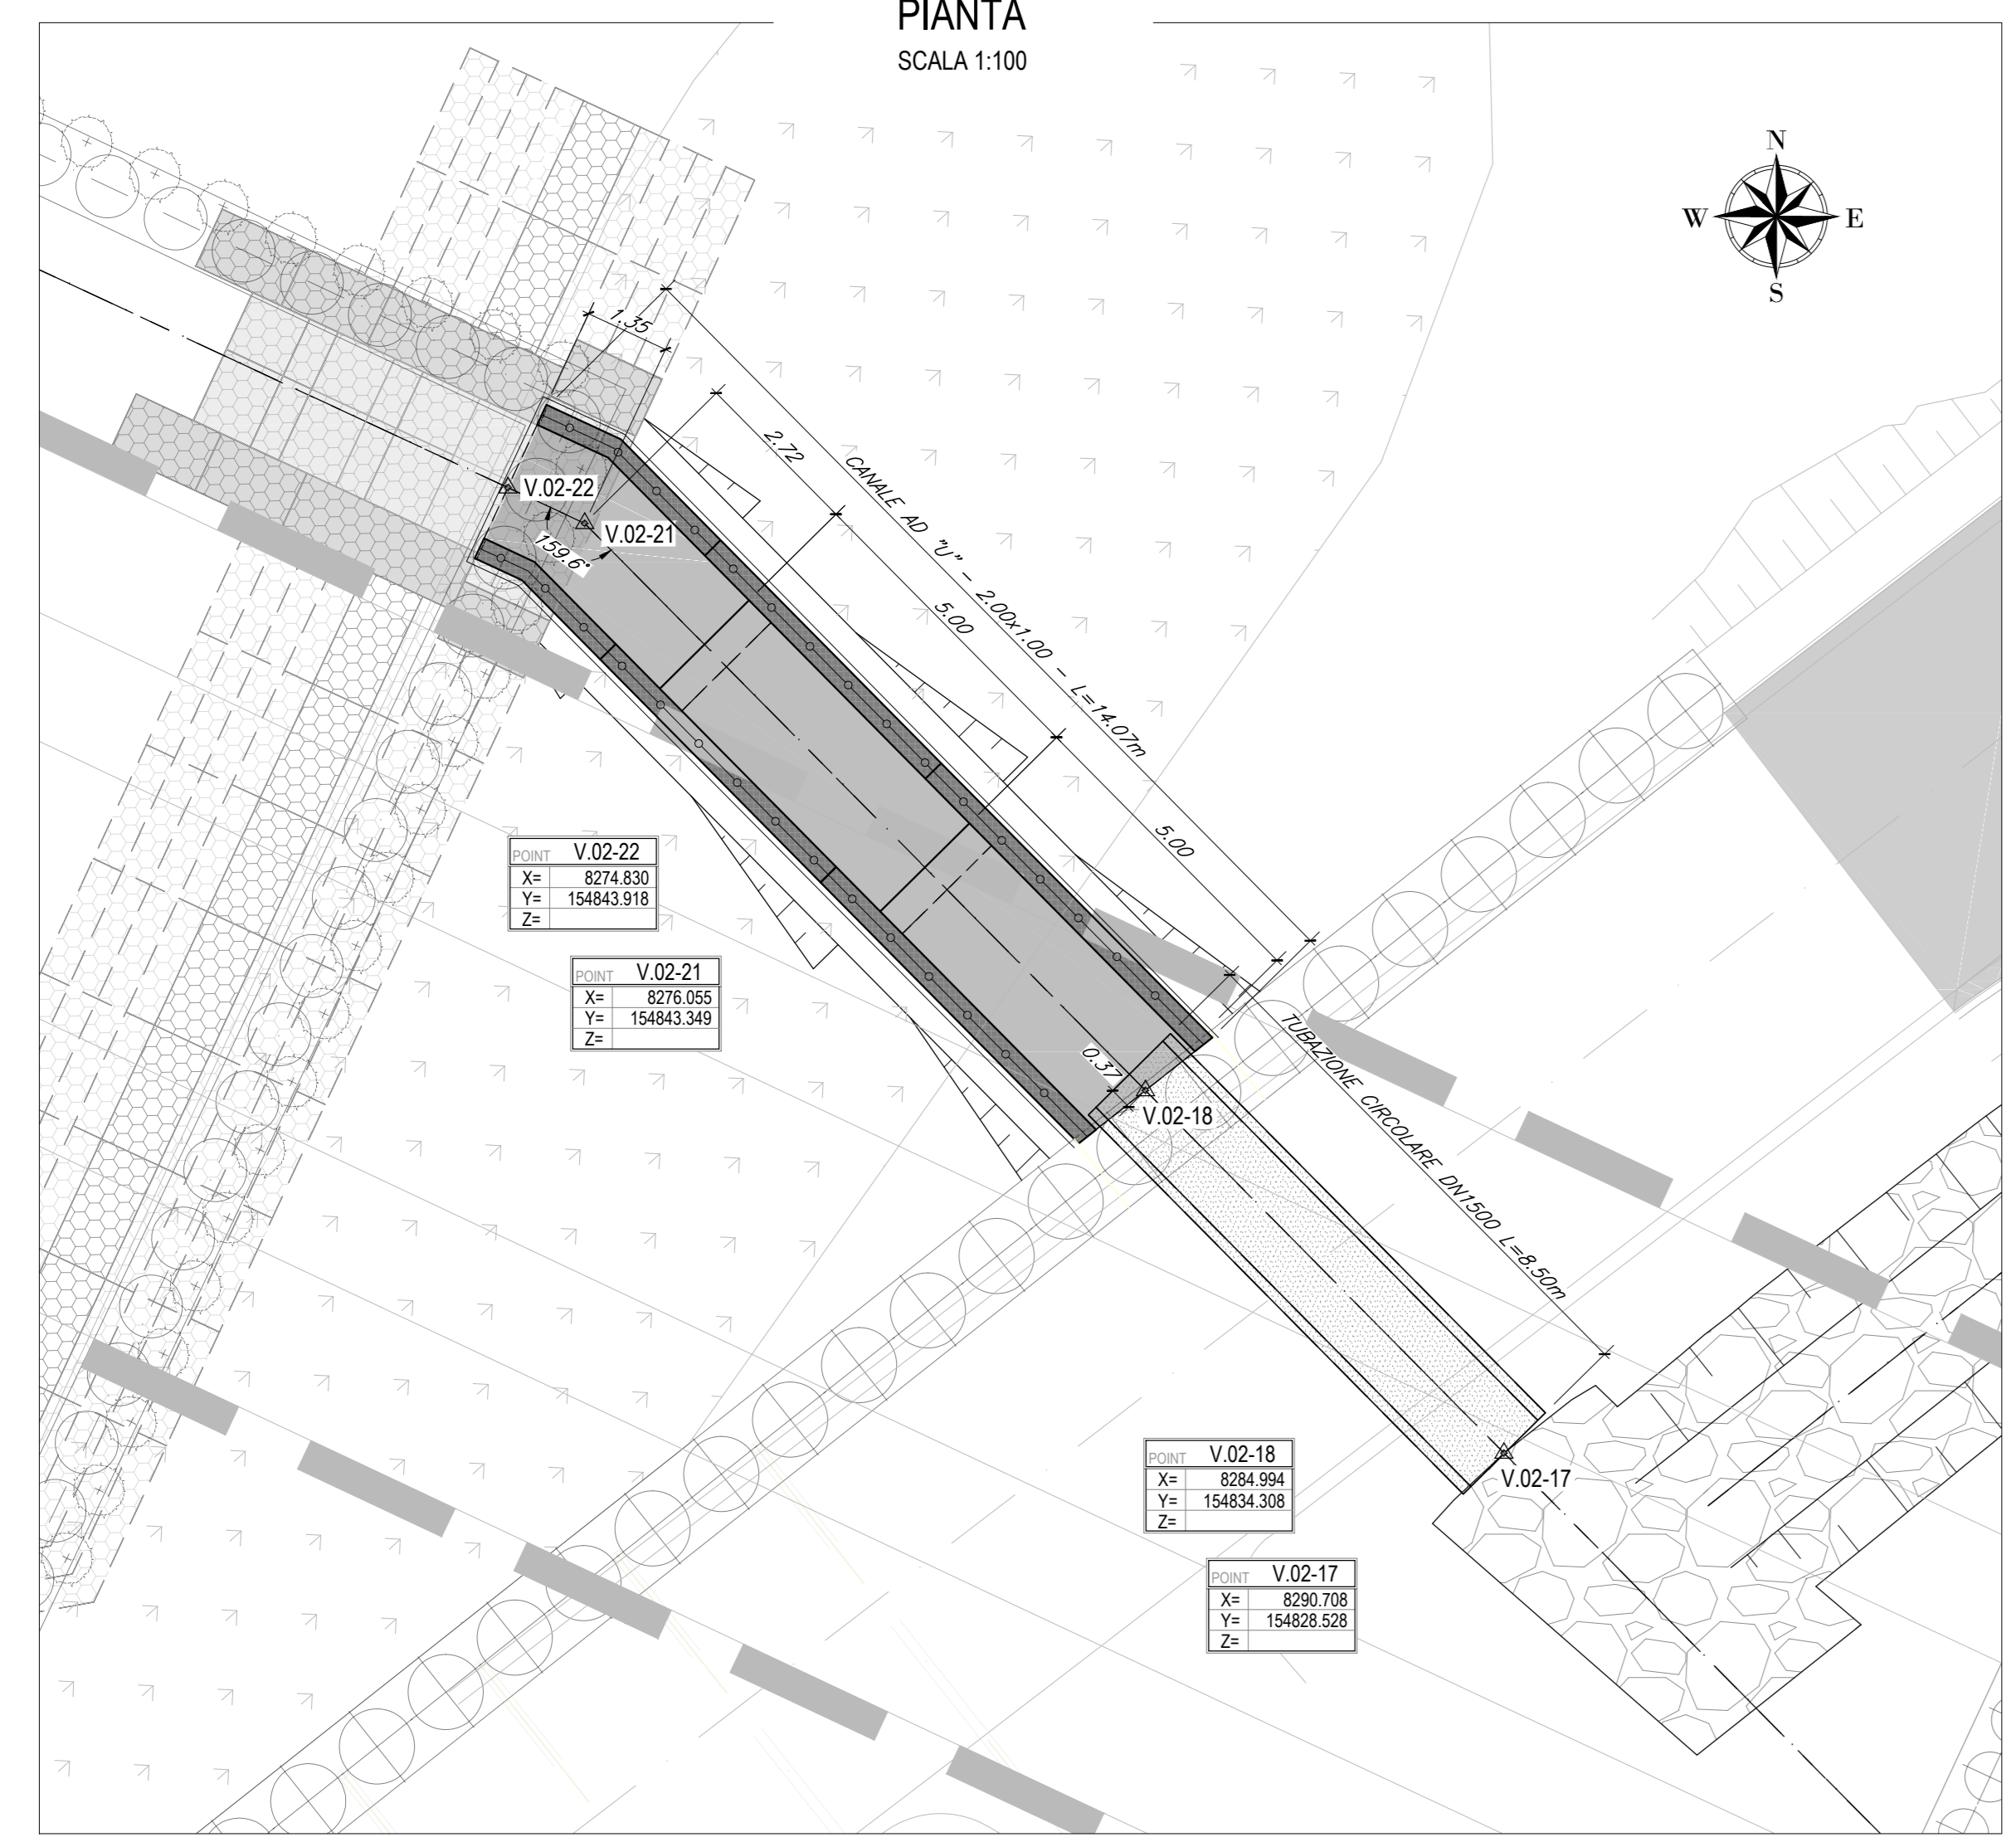 PIANTA
SCALA 1:100
N
W
E
S
1.35
2.72
CANALE AD "U" - 2.00x1.00 - L=14.07m
V.02-22
V.02-21
159.6°
5.00
5.00
POINT V.02-22
X= 8274.830
Y= 154843.918
Z=
POINT V.02-21
X= 8276.055
Y= 154843.349
Z=
0.37
V.02-18
TUBAZIONE CIRCOLARE DN1500 L=8.50m
POINT V.02-18
X= 8284.994
Y= 154834.308
Z=
V.02-17
POINT V.02-17
X= 8290.708
Y= 154828.528
Z=